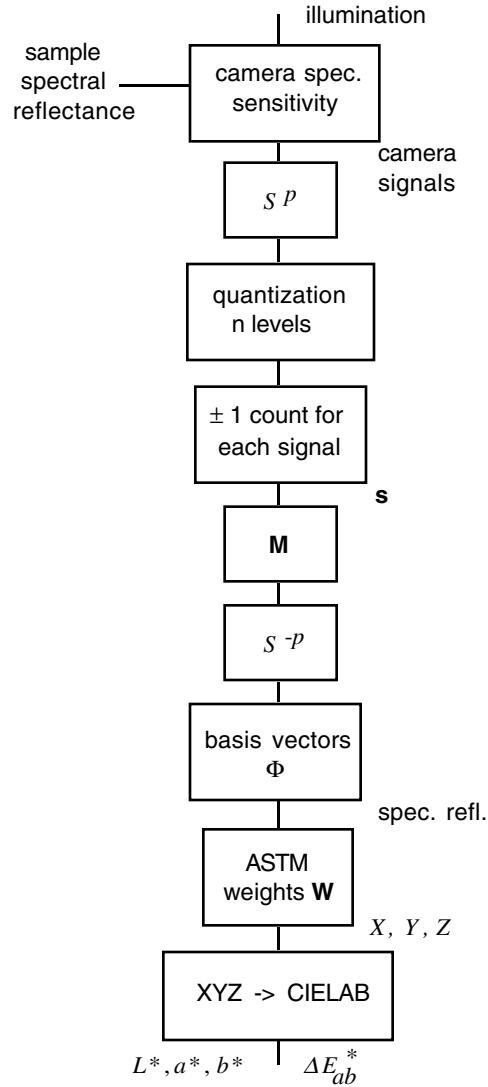 illumination
sample
spectral
reflectance
camera spec.
sensitivity
camera
signals
S p
quantization
n levels
± 1 count for
each signal
s
M
S -p
basis vectors
Φ
spec. refl.
ASTM
weights W
X, Y, Z
XYZ -> CIELAB
L*, a*, b* ΔE*ab